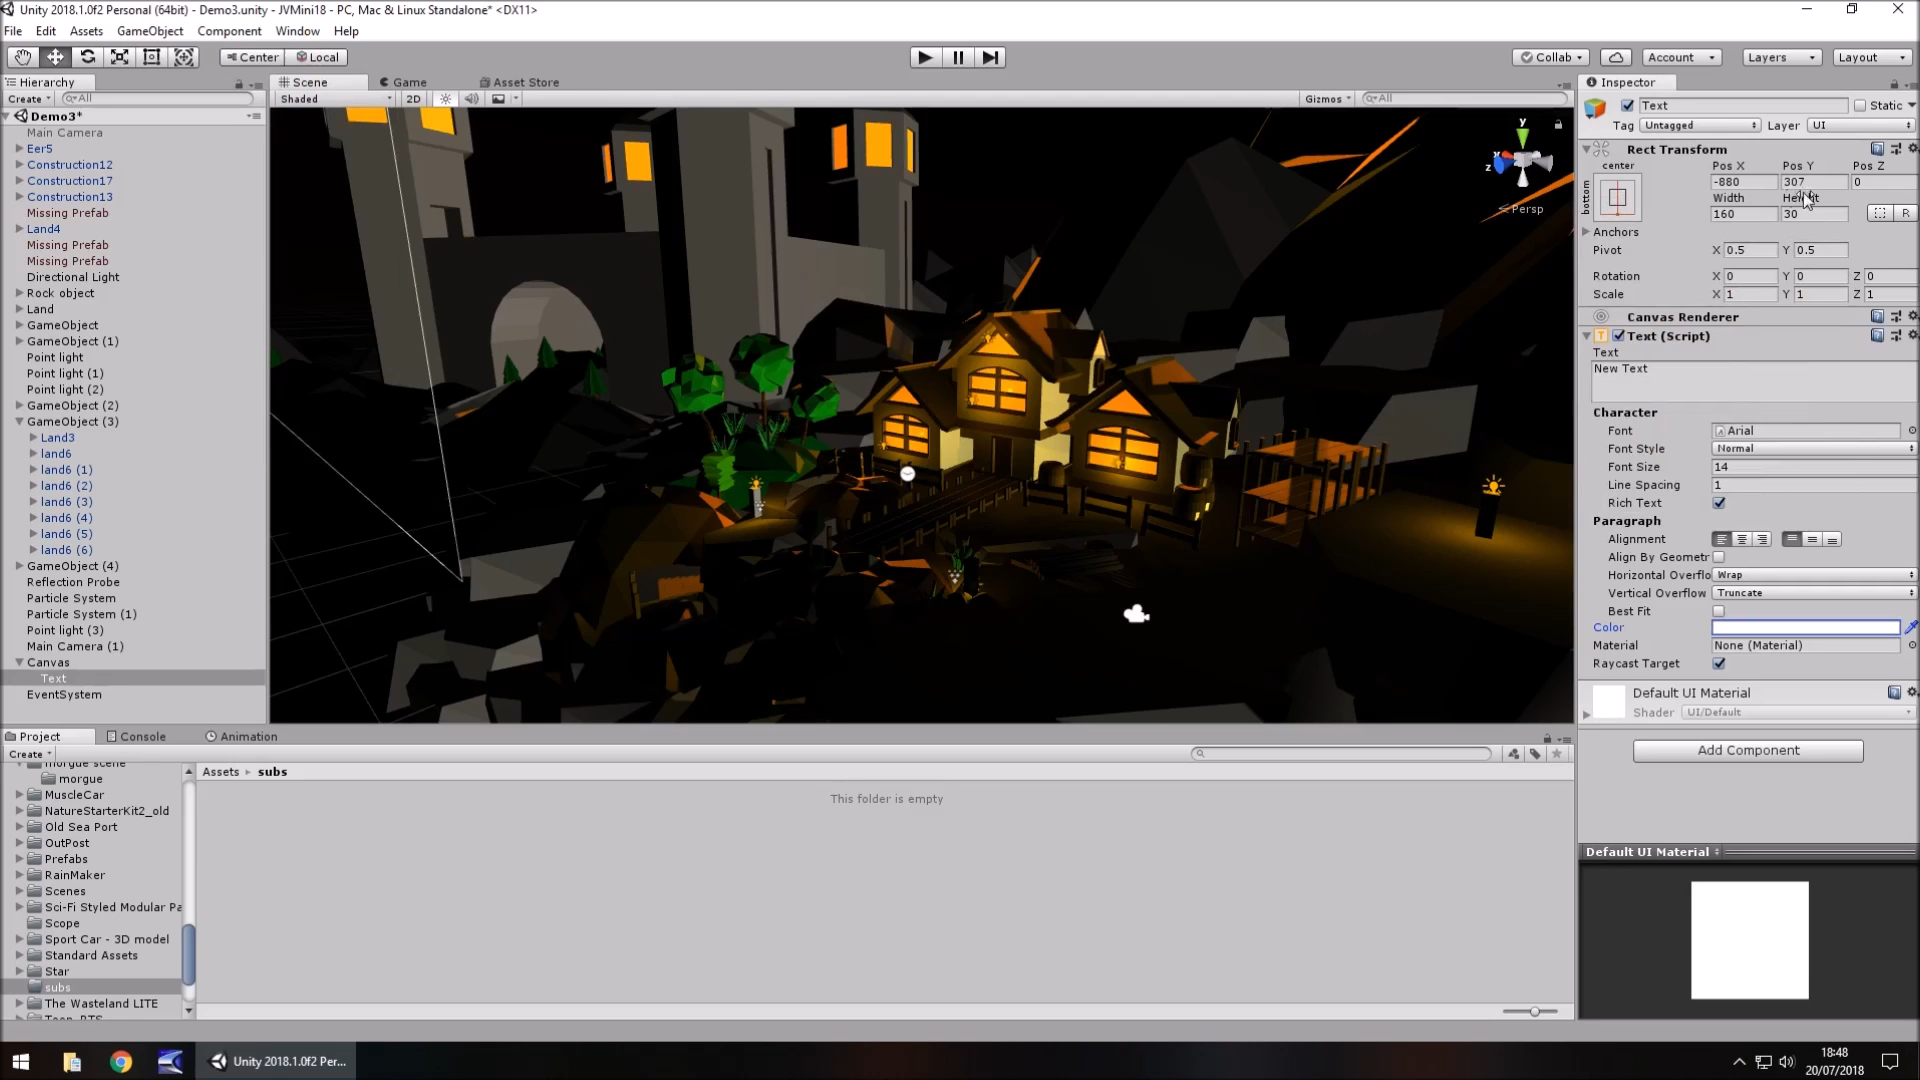 Unity 2018.1.0f2 Personal (64bit) - Demo3.unity - JVMini18 - PC, Mac & Linux Standalone* <DX11>
File Edit Assets GameObject Component Window Help
Center Local Collab Account Layers Layout
Hierarchy
Create All
Demo3*
Main Camera
Eer5
Construction12
Construction17
Construction13
Missing Prefab
Land4
Missing Prefab
Missing Prefab
Directional Light
Rock object
Land
GameObject
GameObject (1)
Point light
Point light (1)
Point light (2)
GameObject (2)
GameObject (3)
Land3
land6
land6 (1)
land6 (2)
land6 (3)
land6 (4)
land6 (5)
land6 (6)
GameObject (4)
Reflection Probe
Particle System
Particle System (1)
Point light (3)
Main Camera (1)
Canvas
Text
EventSystem
Scene Game Asset Store
Shaded 2D Gizmos All
y
z
Persp
Inspector
Text Static
Tag Untagged Layer UI
Rect Transform
center Pos X Pos Y Pos Z
bottom
-880 307 0
Width Height
160 30 R
Anchors
Pivot X 0.5 Y 0.5
Rotation X 0 Y 0 Z 0
Scale X 1 Y 1 Z 1
Canvas Renderer
Text (Script)
Text
New Text
Character
Font Arial
Font Style Normal
Font Size 14
Line Spacing 1
Rich Text
Paragraph
Alignment
Align By Geometr
Horizontal Overflo Wrap
Vertical Overflow Truncate
Best Fit
Color
Material None (Material)
Raycast Target
Default UI Material
Shader UI/Default
Add Component
Default UI Material
Project Console Animation
Create
morgue scene
morgue
MuscleCar
NatureStarterKit2_old
Old Sea Port
OutPost
Prefabs
RainMaker
Scenes
Sci-Fi Styled Modular Pa
Scope
Sport Car - 3D model
Standard Assets
Star
subs
The Wasteland LITE
Toon_RTS
Assets subs
This folder is empty
Unity 2018.1.0f2 Per...
18:48
20/07/2018